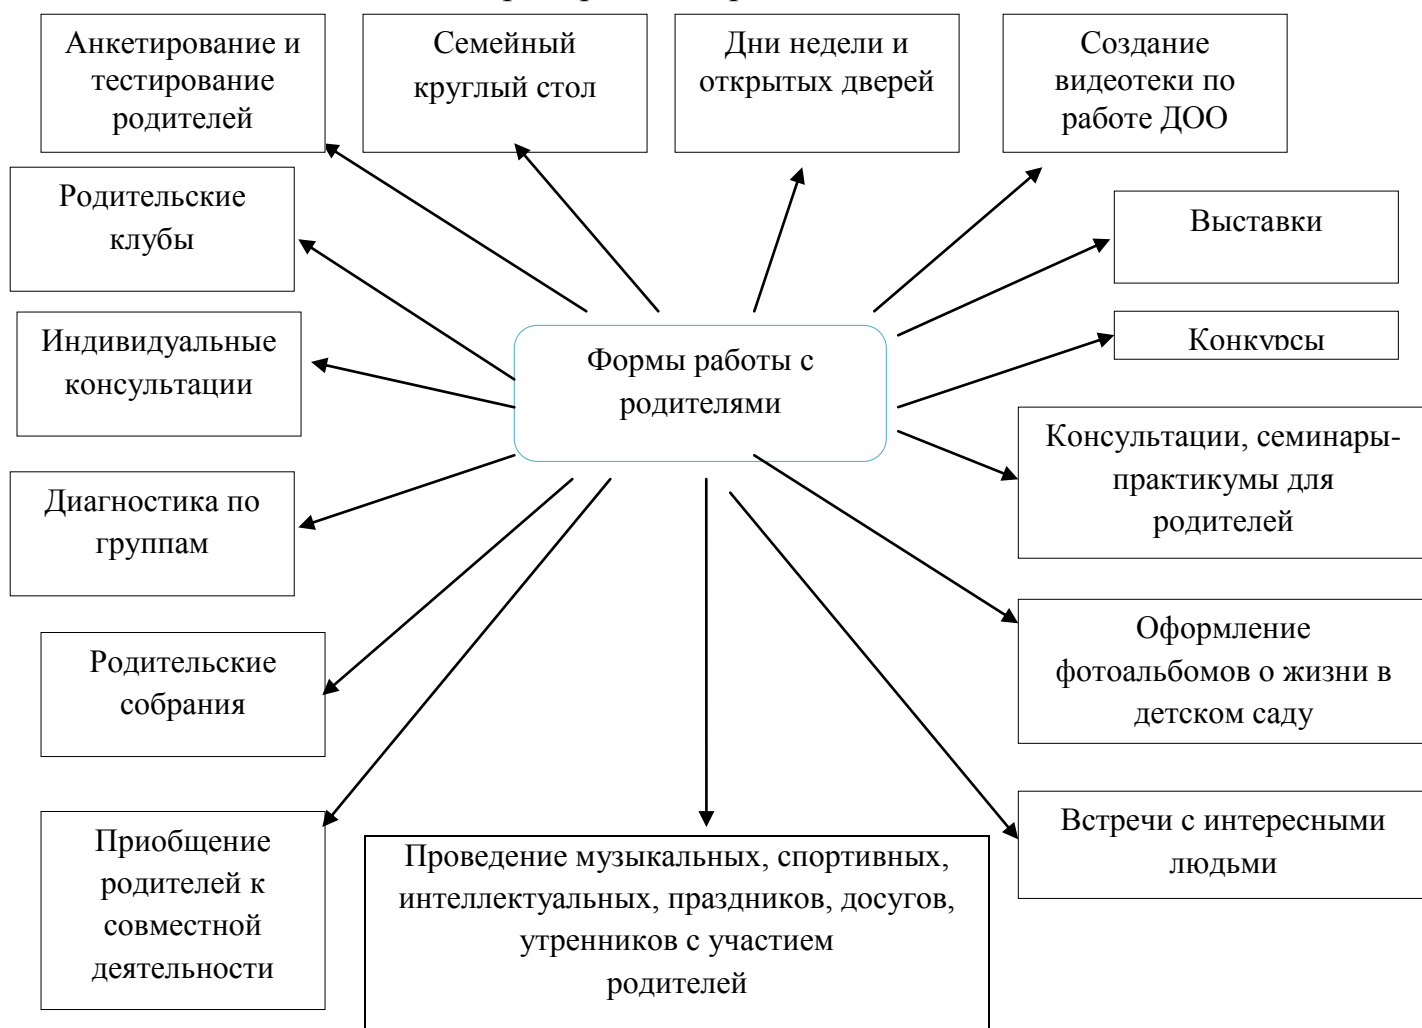 Анкетирование и
тестирование
родителей
Семейный
круглый стол
Дни недели и
открытых дверей
Создание
видеотеки по
работе ДОО
Родительские
клубы
Выставки
Индивидуальные
консультации
Формы работы с
родителями
Конкурсы
Консультации, семинары-
практикумы для
родителей
Диагностика по
группам
Оформление
фотоальбомов о жизни в
детском саду
Родительские
собрания
Встречи с интересными
людьми
Приобщение
родителей к
совместной
деятельности
Проведение музыкальных, спортивных,
интеллектуальных, праздников, досугов,
утренников с участием
родителей